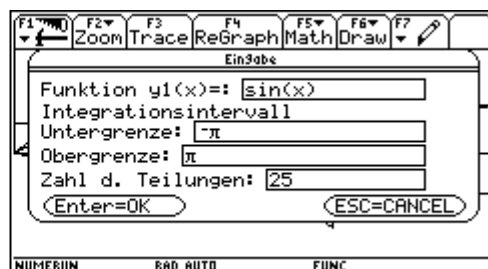 F1 F2 F3 F4 F5 F6 F7
Zoom Trace ReGraph Math Draw
Eingabe
Funktion y1(x)=: sin(x)
Integrationsintervall
Untergrenze: -π
Obergrenze: π
Zahl d. Teilungen: 25
Enter=OK ESC=CANCEL
NUMERIJN RAD AUTO FUNC